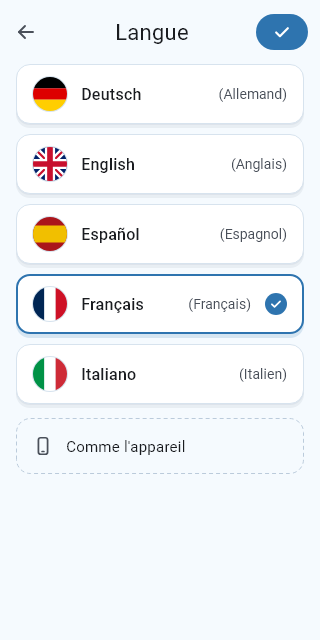 Langue
Deutsch (Allemand)
English (Anglais)
Español (Espagnol)
Français (Français)
Italiano (Italien)
Comme l'appareil